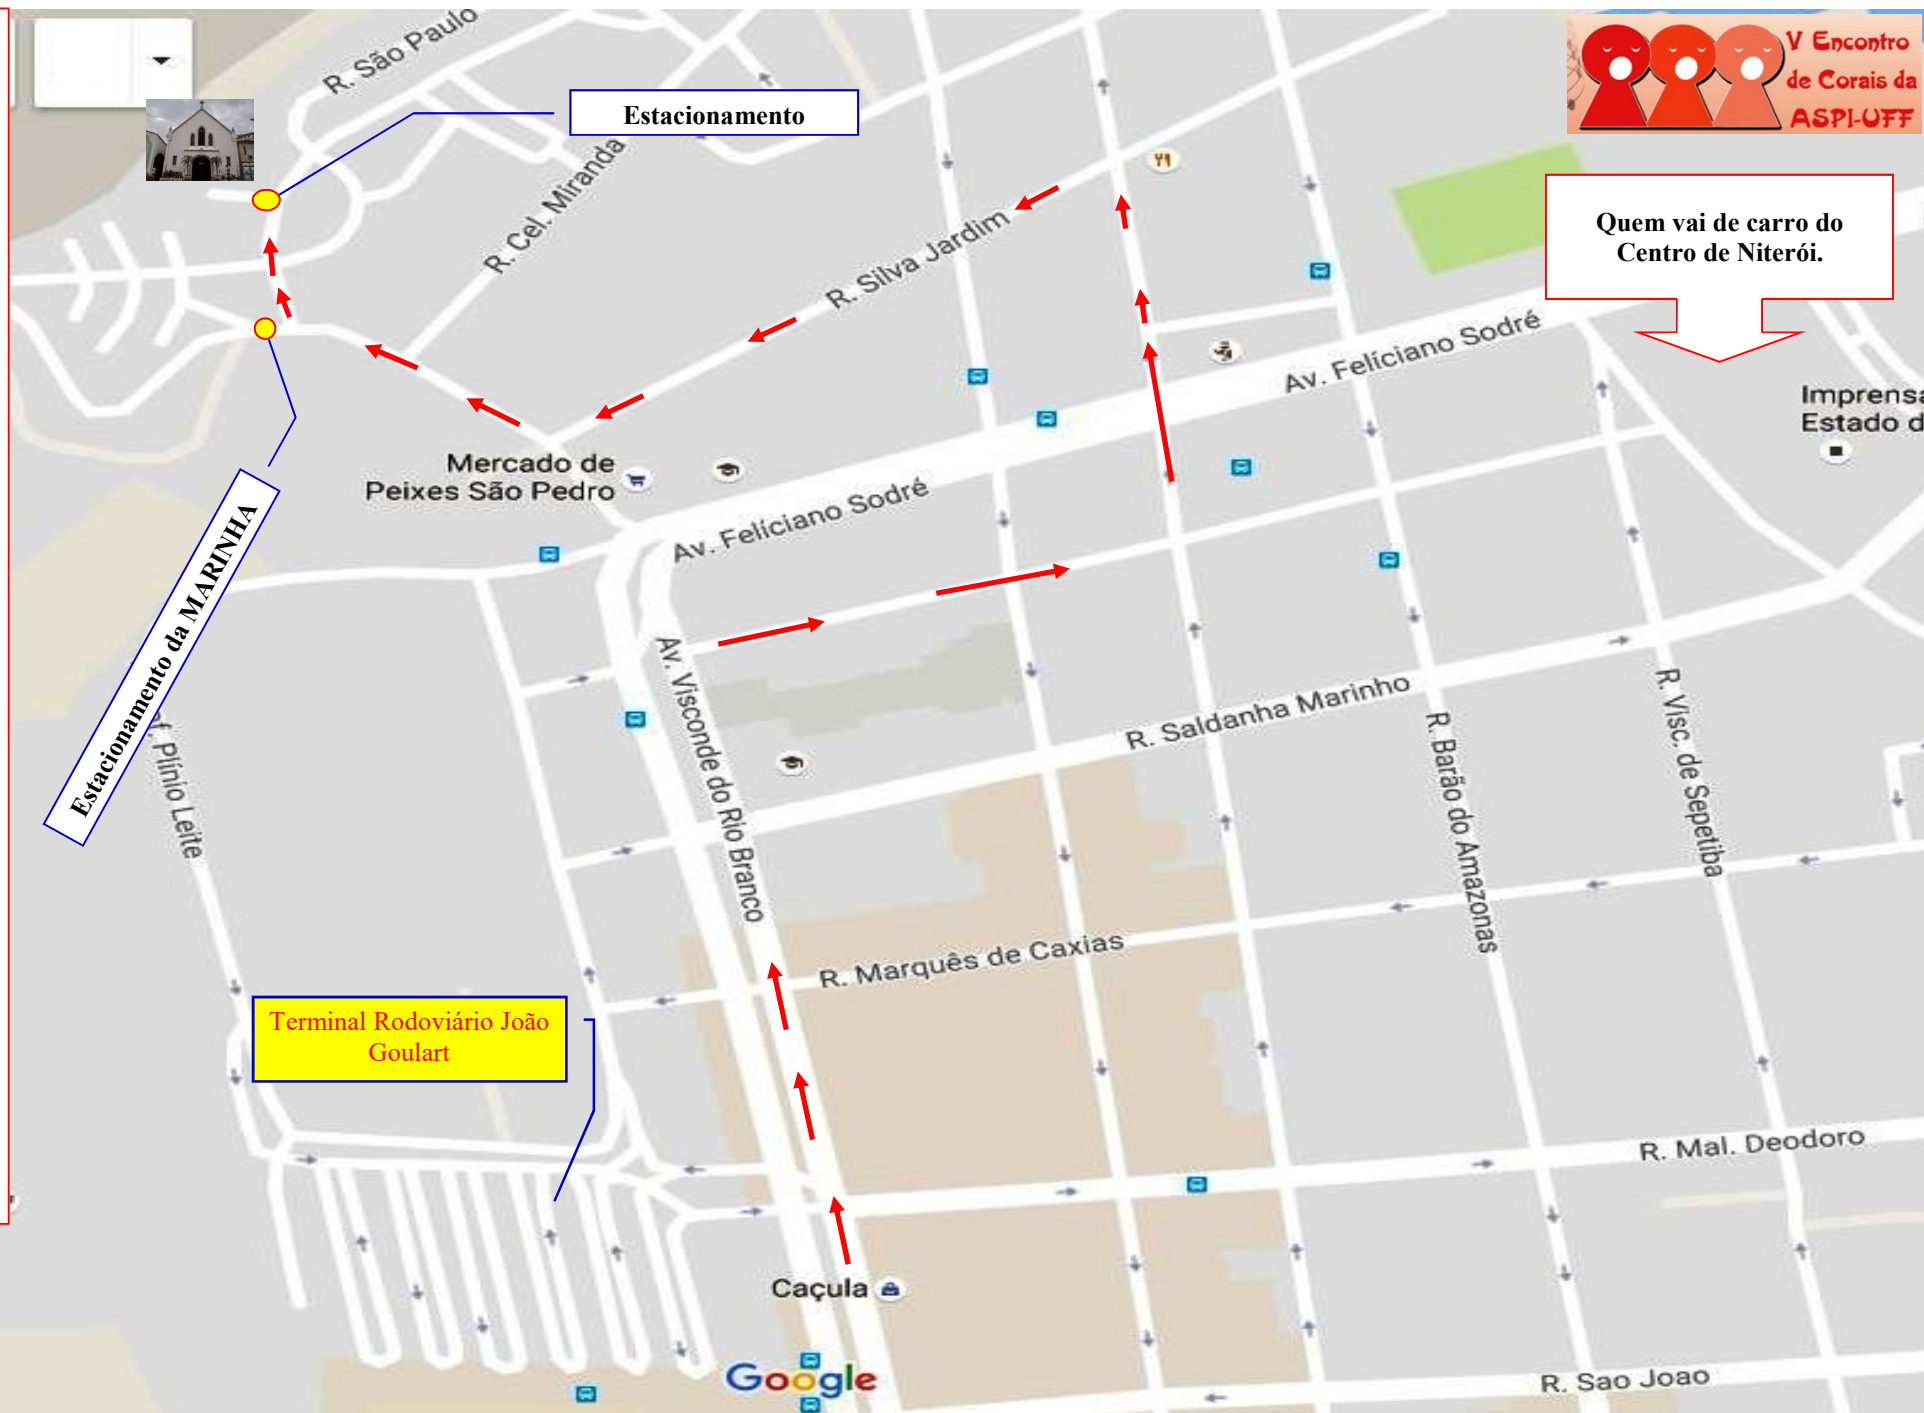 R. São Paulo
V Encontro
de Corais da
ASPI-UFF
Estacionamento
R. Cel. Miranda
Quem vai de carro do
Centro de Niterói.
R. Silva Jardim
Av. Felíciano Sodré
Imprensa
Estado d
Mercado de
Peixes São Pedro
Av. Felíciano Sodré
Estacionamento da MARINHA
Av. Visconde do Rio Branco
R. Saldanha Marinho
R. Visc. de Sepetiba
R. Barão do Amazonas
Plínio Leite
R. Marquês de Caxias
Terminal Rodoviário João
Goulart
R. Mal. Deodoro
Caçula
Google
R. Sao Joao